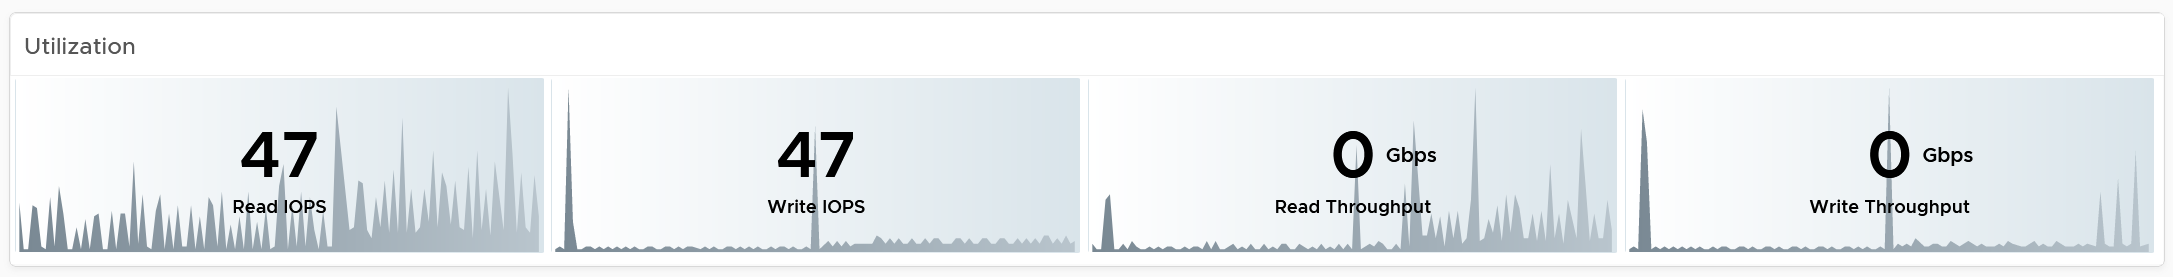 Utilization
47
Read IOPS
47
Write IOPS
0 Gbps
Read Throughput
0 Gbps
Write Throughput